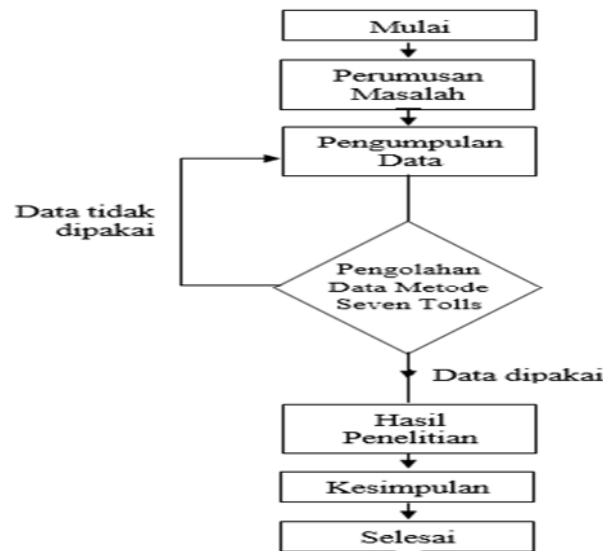 Mulai
Perumusan
Masalah
Pengumpulan
Data
Data tidak
dipakai
Pengolahan
Data Metode
Seven Tolls
Data dipakai
Hasil
Penelitian
Kesimpulan
Selesai